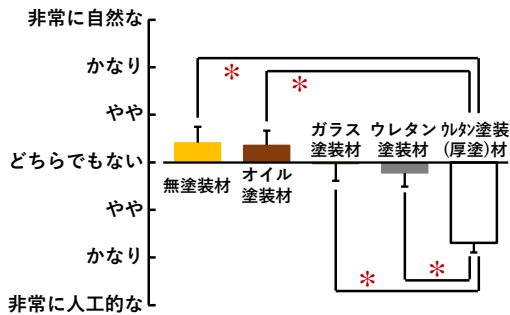 非常に自然な
かなり
やや
どちらでもない
やや
かなり
非常に人工的な
無塗装材
オイル
塗装材
ガラス
塗装材
ウレタン
塗装材
ウレタン塗装
(厚塗)材
*
*
*
*